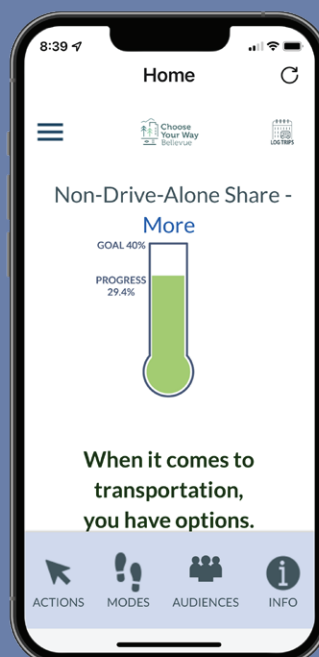 8:39
Home
Choose
Your Way
Bellevue
LOG TRIPS
Non-Drive-Alone Share -
More
GOAL 40%
PROGRESS
29.4%
When it comes to
transportation,
you have options.
ACTIONS MODES AUDIENCES INFO